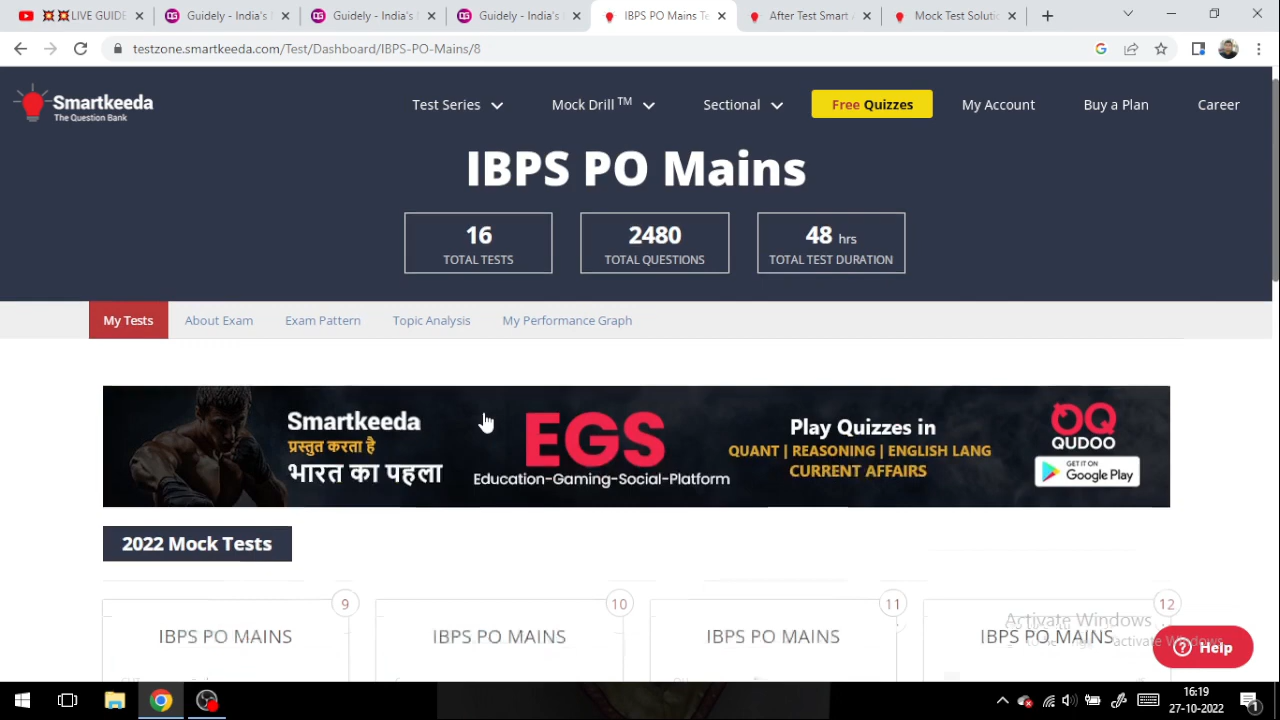 LIVE GUIDE
Guidely - India's
Guidely - India's
Guidely - India's
IBPS PO Mains Te
After Test Smart
Mock Test Soluti
testzone.smartkeeda.com/Test/Dashboard/IBPS-PO-Mains/8
Smartkeeda
The Question Bank
Test Series
Mock Drill TM
Sectional
Free Quizzes
My Account
Buy a Plan
Career
IBPS PO Mains
16
TOTAL TESTS
2480
TOTAL QUESTIONS
48 hrs
TOTAL TEST DURATION
My Tests
About Exam
Exam Pattern
Topic Analysis
My Performance Graph
Smartkeeda
प्रस्तुत करता है
भारत का पहला
EGS
Education-Gaming-Social-Platform
Play Quizzes in
QUANT | REASONING | ENGLISH LANG
CURRENT AFFAIRS
QUDOO
GET IT ON
Google Play
2022 Mock Tests
9
IBPS PO MAINS
10
IBPS PO MAINS
11
IBPS PO MAINS
12
IBPS PO MAINS
Activate Windows
Help
16:19
27-10-2022
1